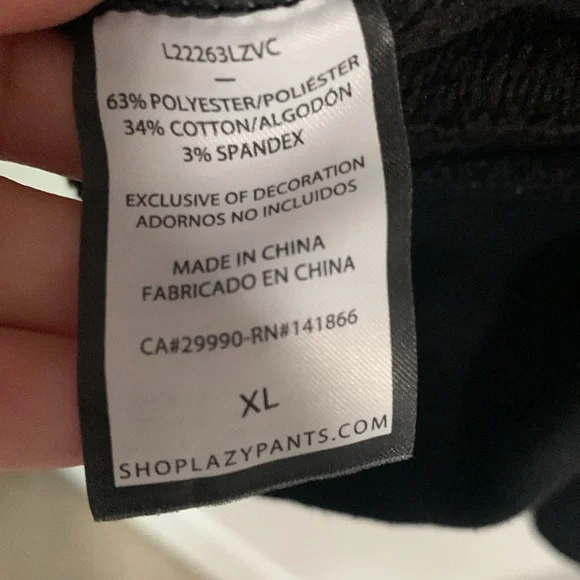 L22263LZVC
—
63% POLYESTER/POLIÉSTER
34% COTTON/ALGODÓN
3% SPANDEX
EXCLUSIVE OF DECORATION
ADORNOS NO INCLUIDOS
MADE IN CHINA
FABRICADO EN CHINA
CA#29990-RN#141866
XL
SHOPLAZYPANTS.COM